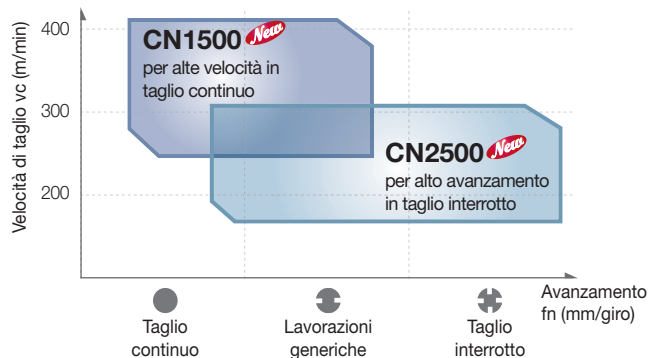 Velocità di taglio vc (m/min)
400
300
200
CN1500 New
per alte velocità in
taglio continuo
CN2500 New
per alto avanzamento
in taglio interrotto
Avanzamento
fn (mm/giro)
Taglio
continuo
Lavorazioni
generiche
Taglio
interrotto